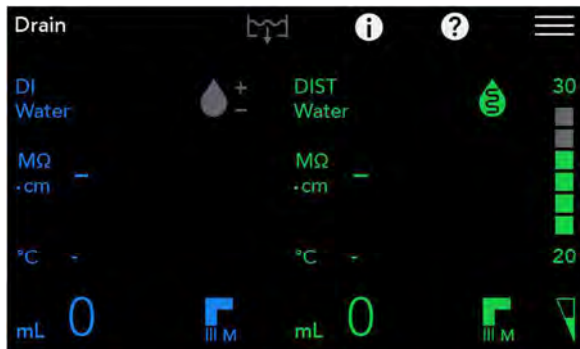 Drain i ?
DI DIST 30
Water + − Water
MΩ MΩ
·cm – ·cm –
°C - °C - 20
mL 0 III M mL 0 III M